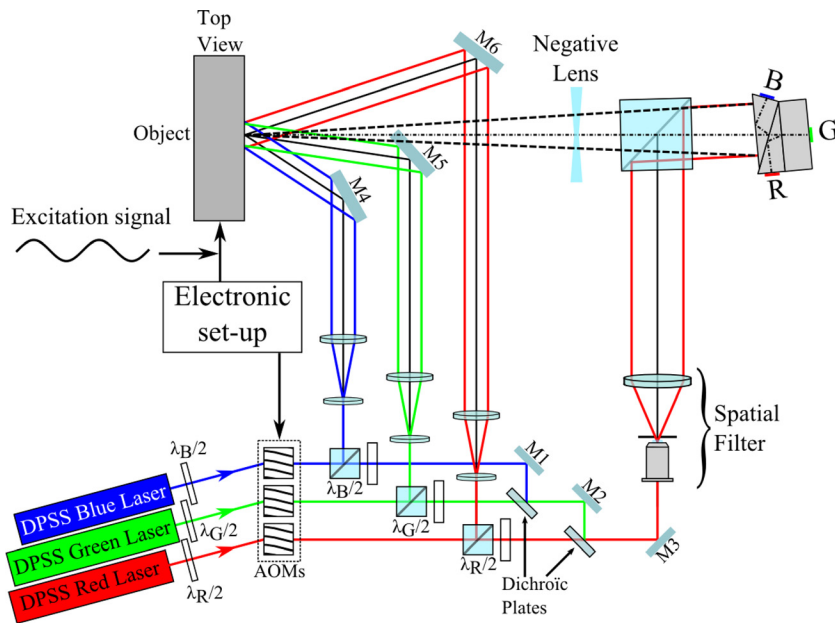 Top
View
M6
Negative
Lens
B
Object
M5
G
M4
R
Excitation signal
Electronic
set-up
Spatial
Filter
λB/2
M1
DPSS Blue Laser
λB/2
M2
λG/2
DPSS Green Laser
λG/2
M3
DPSS Red Laser
λR/2
AOMs
Dichroïc
Plates
λR/2